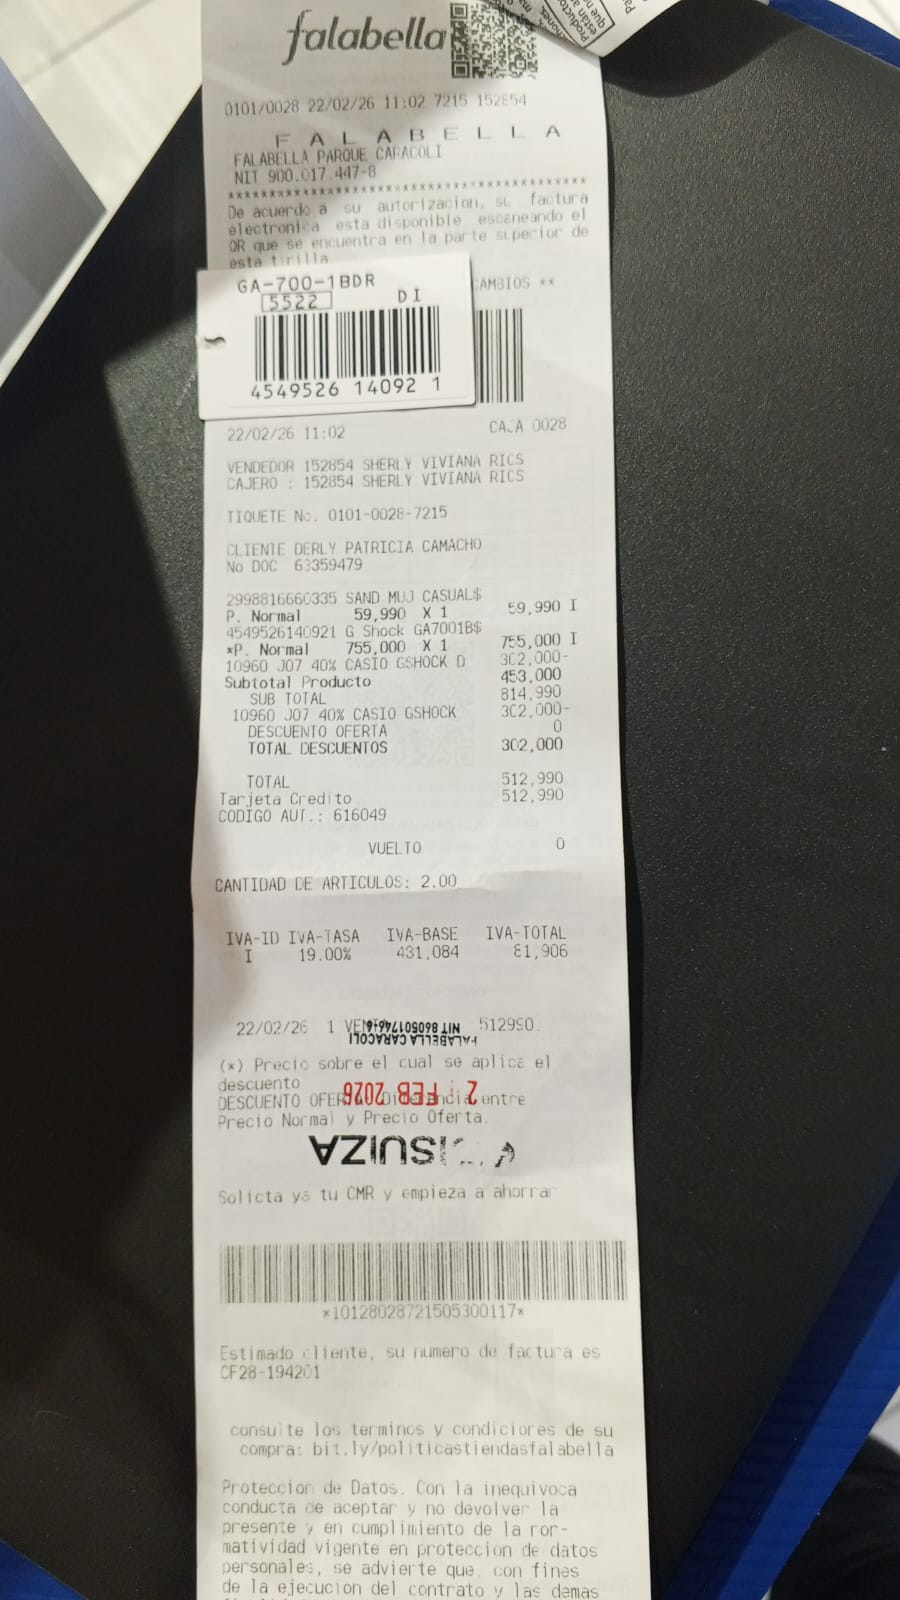 falabella
0101/0028 22/02/26 11:02 7215 152854
F A L A B E L L A
FALABELLA PARQUE CARACOLI
NIT 900.017.447-8
******************************************
De acuerdo a su autorizacion, su factura
electronica esta disponible escaneando el
QR que se encuentra en la parte superior de
esta tirilla
CAMBIOS **
GA-700-1BDR
5522 DI
4549526 14092 1
22/02/26 11:02 CAJA 0028
VENDEDOR 152854 SHERLY VIVIANA RIOS
CAJERO : 152854 SHERLY VIVIANA RIOS
TIQUETE No. 0101-0028-7215
CLIENTE DERLY PATRICIA CAMACHO
No DOC 63359479
2998816660335 SAND MUJ CASUAL$
P. Normal 59,990 X 1 59,990 I
4549526140921 G Shock GA7001B$
*P. Normal 755,000 X 1 755,000 I
10960 J07 40% CASIO GSHOCK D 302,000-
Subtotal Producto 453,000
SUB TOTAL 814,990
10960 J07 40% CASIO GSHOCK 302,000-
DESCUENTO OFERTA 0
TOTAL DESCUENTOS 302,000
TOTAL 512,990
Tarjeta Credito 512,990
CODIGO AUT.: 616049
VUELTO 0
CANTIDAD DE ARTICULOS: 2.00
IVA-ID IVA-TASA IVA-BASE IVA-TOTAL
I 19.00% 431,084 81,906
22/02/26 1 512990.
NIT 860501746-6
FALABELLA CARACOLI
(*) Precio sobre el cual se aplica el
descuento
2 FEB 2026
DESCUENTO Diferencia entre
Precio Normal y Precio Oferta.
Solicta ya tu CMR y empieza a ahorrar
*10128028721505300117*
Estimado cliente, su numero de factura es
CF28-194201
consulte los terminos y condiciones de su
compra: bit.ly/politicastiendasfalabella
Proteccion de Datos. Con la inequivoca
conducta de aceptar y no devolver la
presente y en cumplimiento de la nor-
matividad vigente en proteccion de datos
personales, se advierte que, con fines
de la ejecucion del contrato y las demas